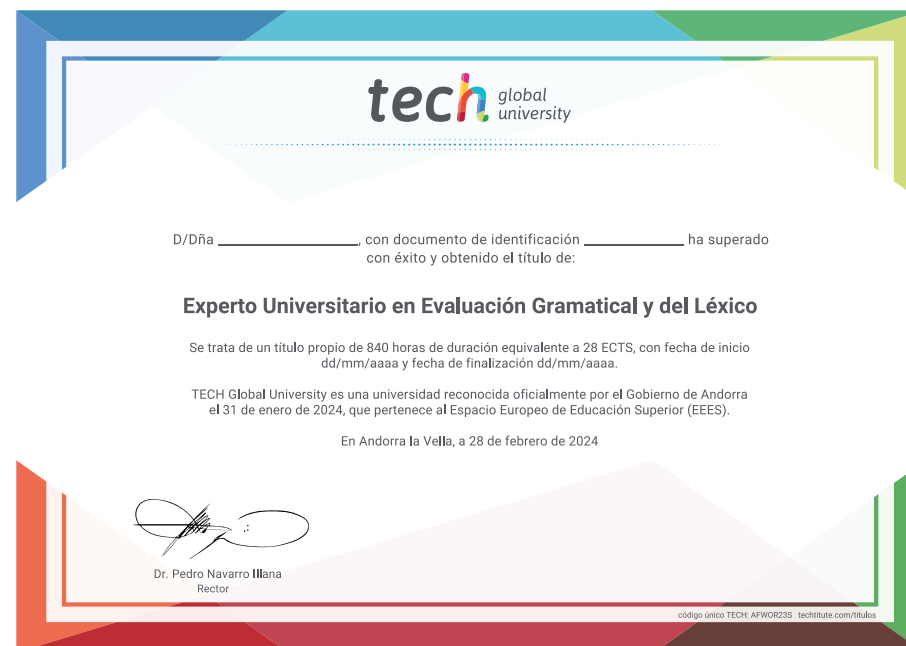 tech global university
D/Dña ____________________, con documento de identificación ______________ ha superado
con éxito y obtenido el título de:
Experto Universitario en Evaluación Gramatical y del Léxico
Se trata de un título propio de 840 horas de duración equivalente a 28 ECTS, con fecha de inicio
dd/mm/aaaa y fecha de finalización dd/mm/aaaa.
TECH Global University es una universidad reconocida oficialmente por el Gobierno de Andorra
el 31 de enero de 2024, que pertenece al Espacio Europeo de Educación Superior (EEES).
En Andorra la Vella, a 28 de febrero de 2024
Dr. Pedro Navarro Illana
Rector
código único TECH: AFWOR23S techtitute.com/titulos